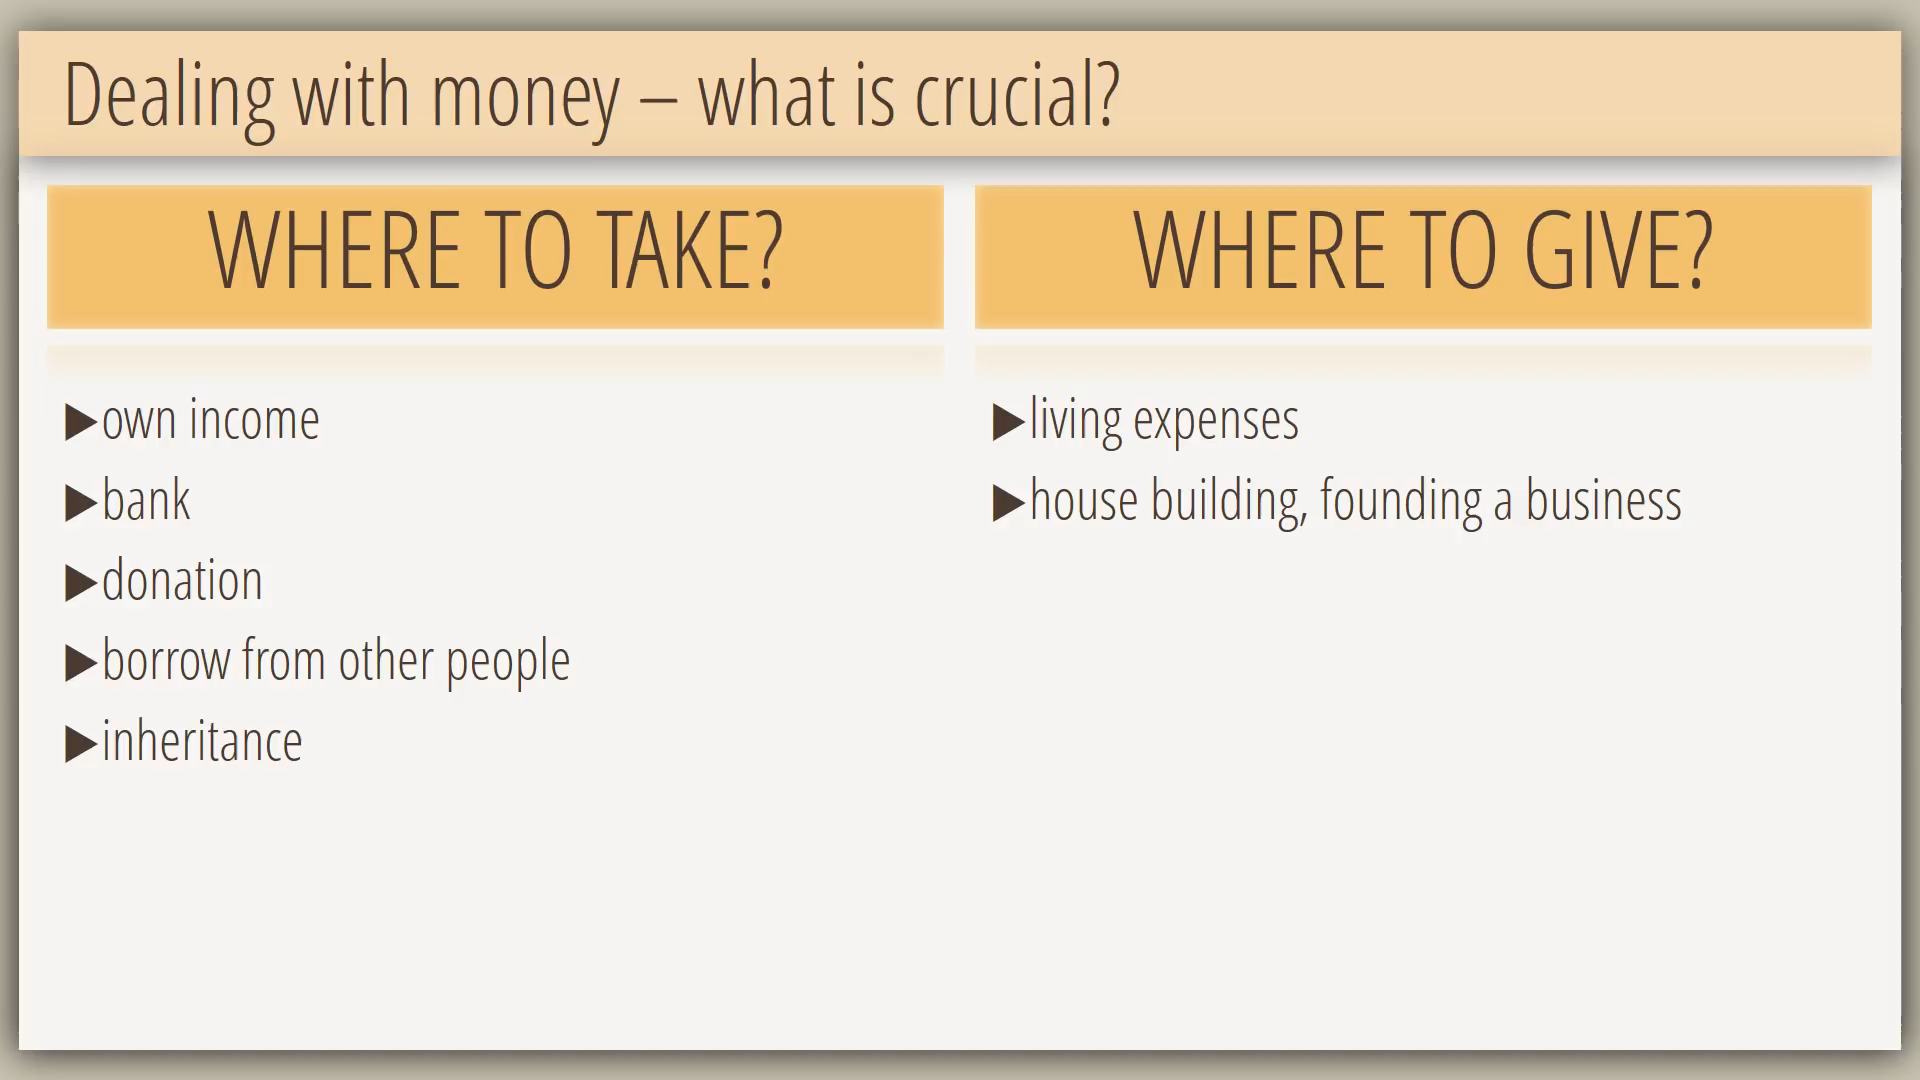 Dealing with money – what is crucial?
WHERE TO TAKE?
▶own income
▶bank
▶donation
▶borrow from other people
▶inheritance
WHERE TO GIVE?
▶living expenses
▶house building, founding a business